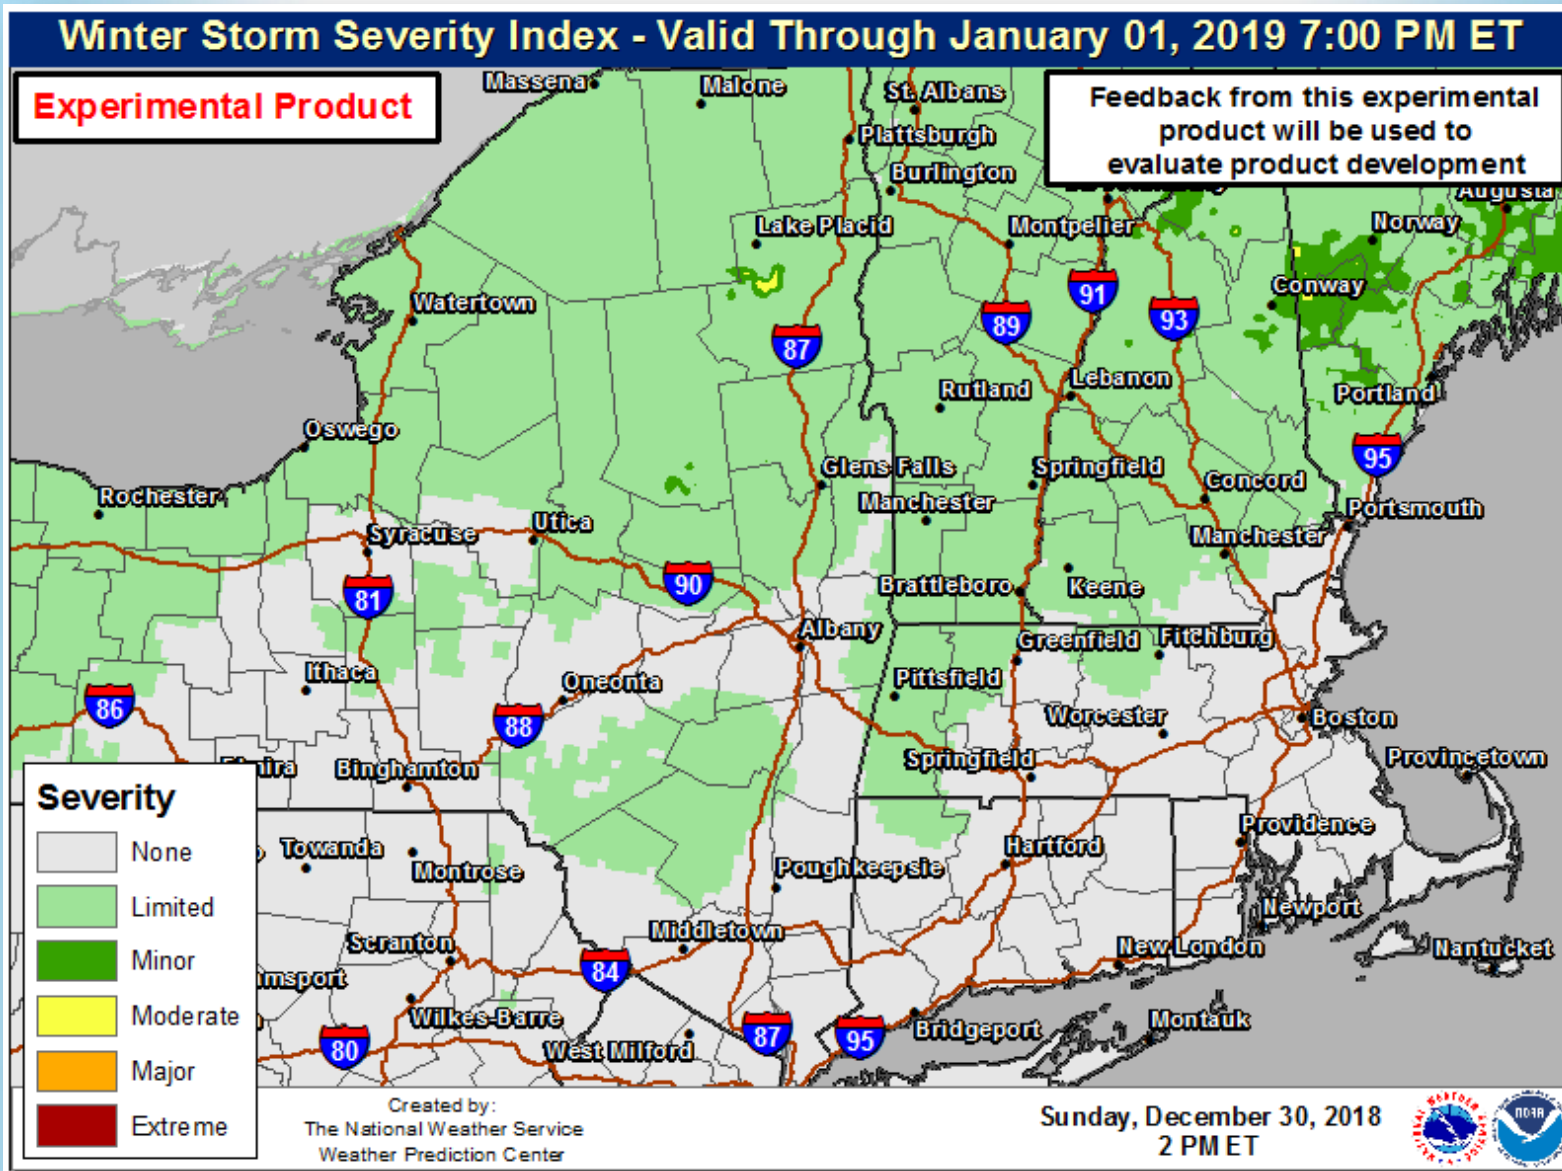 Winter Storm Severity Index - Valid Through January 01, 2019 7:00 PM ET
Experimental Product
Feedback from this experimental
product will be used to
evaluate product development
Massena
Malone
St. Albans
Plattsburgh
Burlington
Augusta
Norway
Lake Placid
Montpelier
Conway
Watertown
91
89
93
87
Lebanon
Rutland
Portland
Oswego
95
Glens Falls
Springfield
Concord
Rochester
Manchester
Portsmouth
Utica
Syracuse
Manchester
90
81
Brattleboro
Keene
Albany
Greenfield
Fitchburg
Ithaca
Oneonta
Pittsfield
86
88
Worcester
Boston
Springfield
Provincetown
Binghamton
Severity
None
Limited
Minor
Moderate
Major
Extreme
Towanda
Montrose
Providence
Hartford
Poughkeepsie
Newport
Middletown
Scranton
New London
Nantucket
84
Wilkes-Barre
Montauk
Bridgeport
87
95
80
West Milford
Created by:
The National Weather Service
Weather Prediction Center
Sunday, December 30, 2018
2 PM ET
NATIONAL WEATHER SERVICE
NOAA